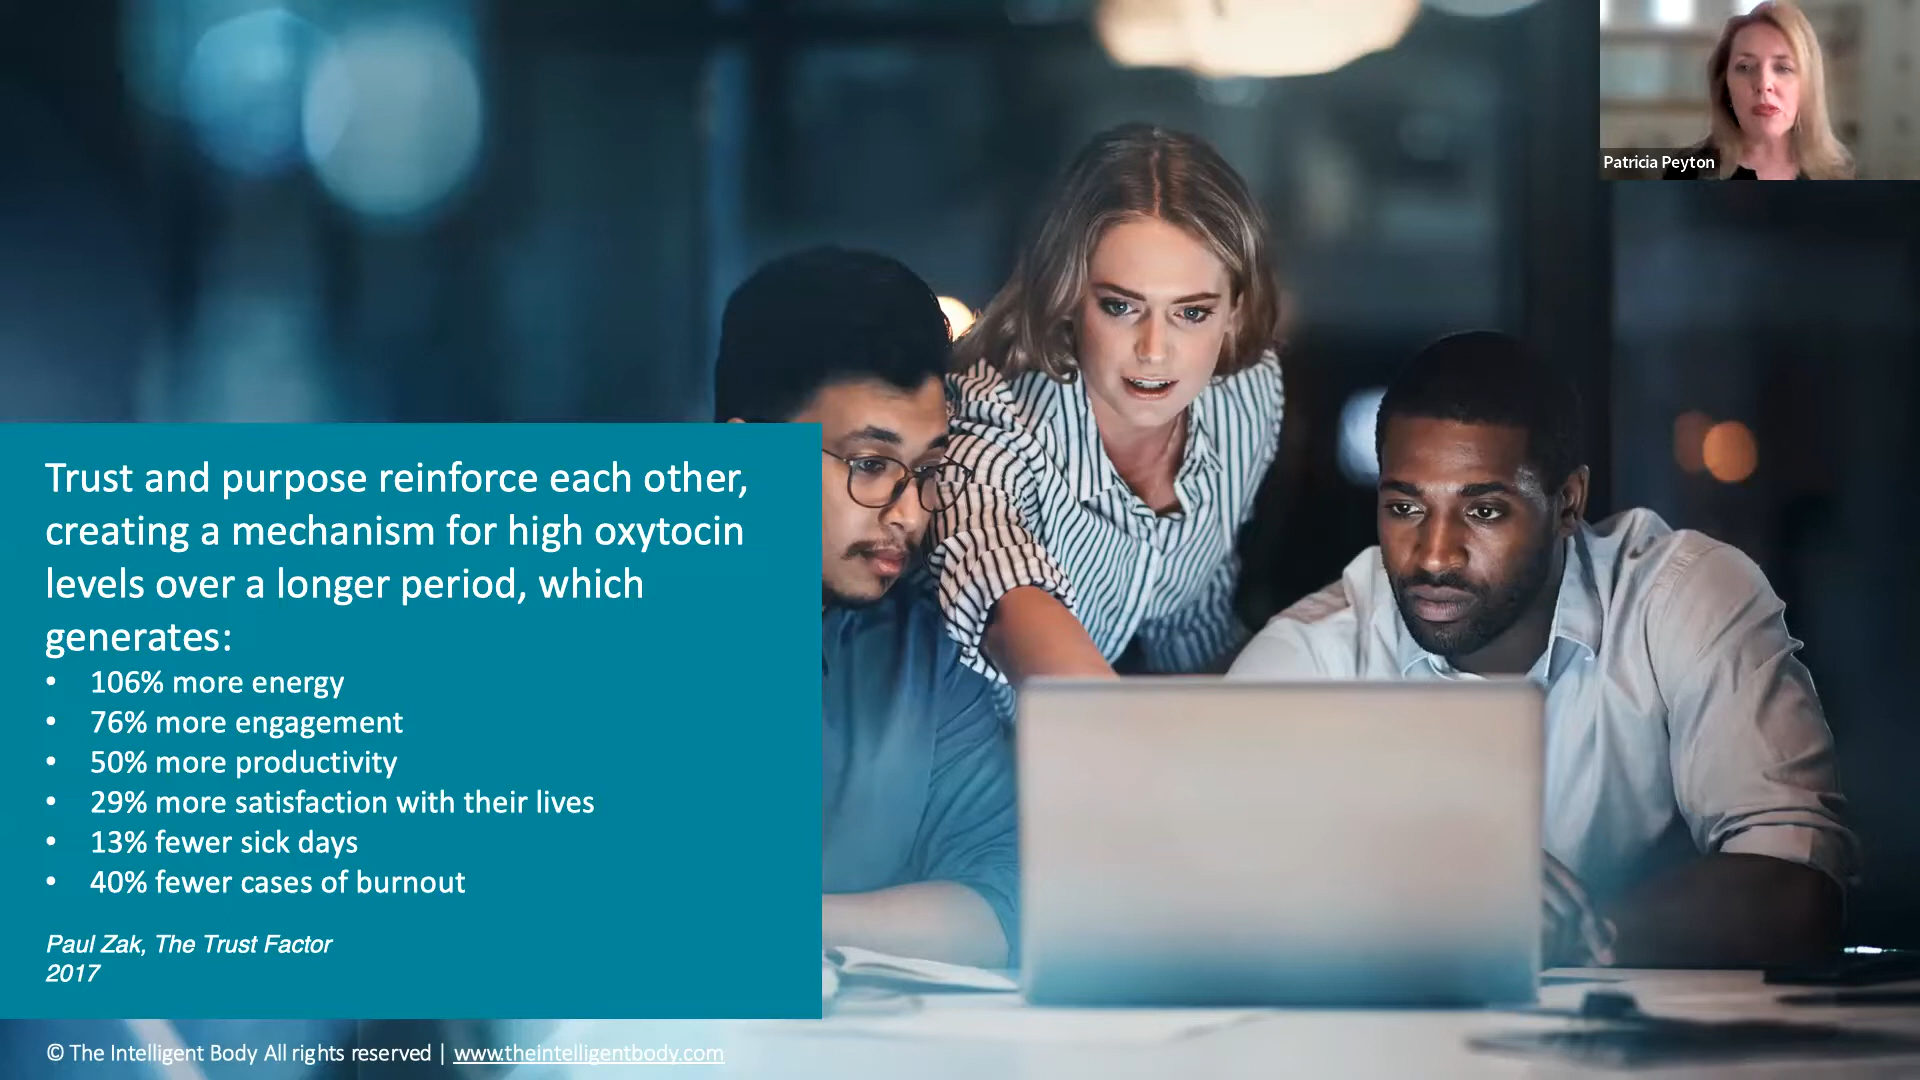 Patricia Peyton
Trust and purpose reinforce each other,
creating a mechanism for high oxytocin
levels over a longer period, which
generates:
• 106% more energy
• 76% more engagement
• 50% more productivity
• 29% more satisfaction with their lives
• 13% fewer sick days
• 40% fewer cases of burnout
Paul Zak, The Trust Factor
2017
© The Intelligent Body All rights reserved | www.theintelligentbody.com